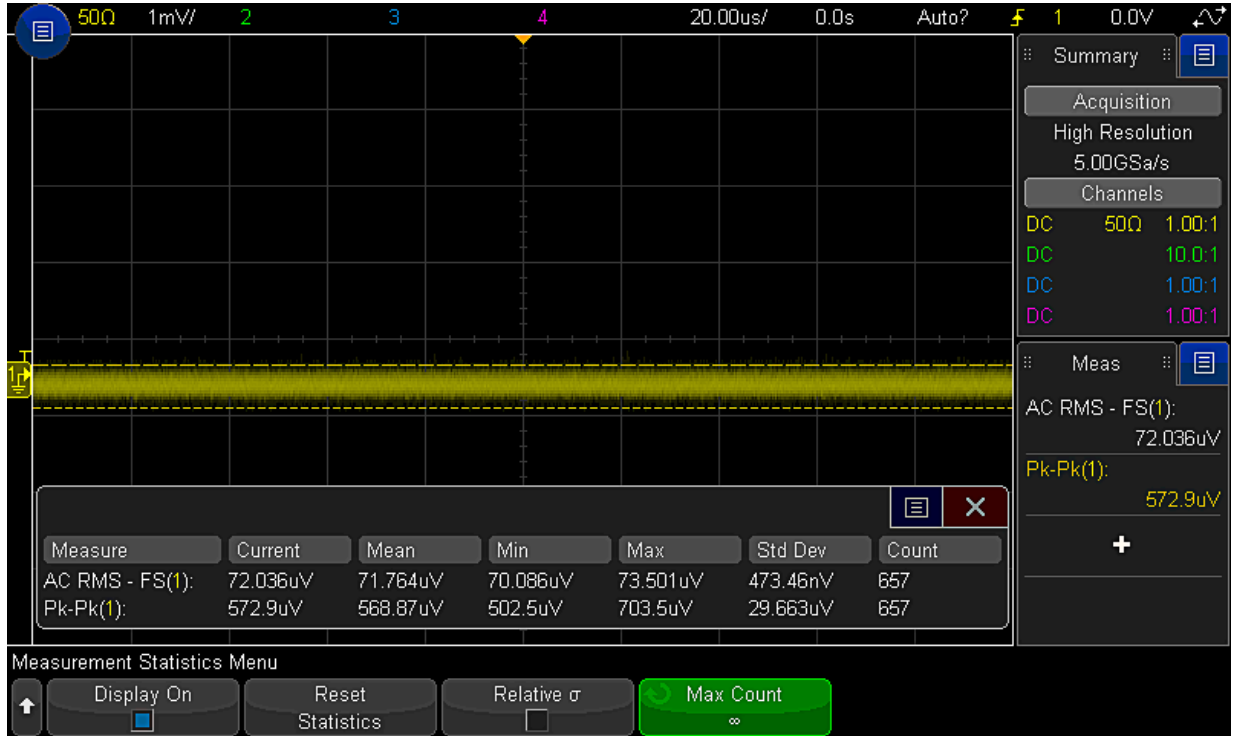 50Ω 1mV/ 2 3 4 20.00us/ 0.0s Auto? 1 0.0V
Summary
Acquisition
High Resolution
5.00GSa/s
Channels
DC 50Ω 1.00:1
DC 10.0:1
DC 1.00:1
DC 1.00:1
T
1
Meas
AC RMS - FS(1):
72.036uV
Pk-Pk(1):
572.9uV
+
Measure Current Mean Min Max Std Dev Count
AC RMS - FS(1): 72.036uV 71.764uV 70.086uV 73.501uV 473.46nV 657
Pk-Pk(1): 572.9uV 568.87uV 502.5uV 703.5uV 29.663uV 657
Measurement Statistics Menu
Display On
Reset
Statistics
Relative σ
Max Count
∞